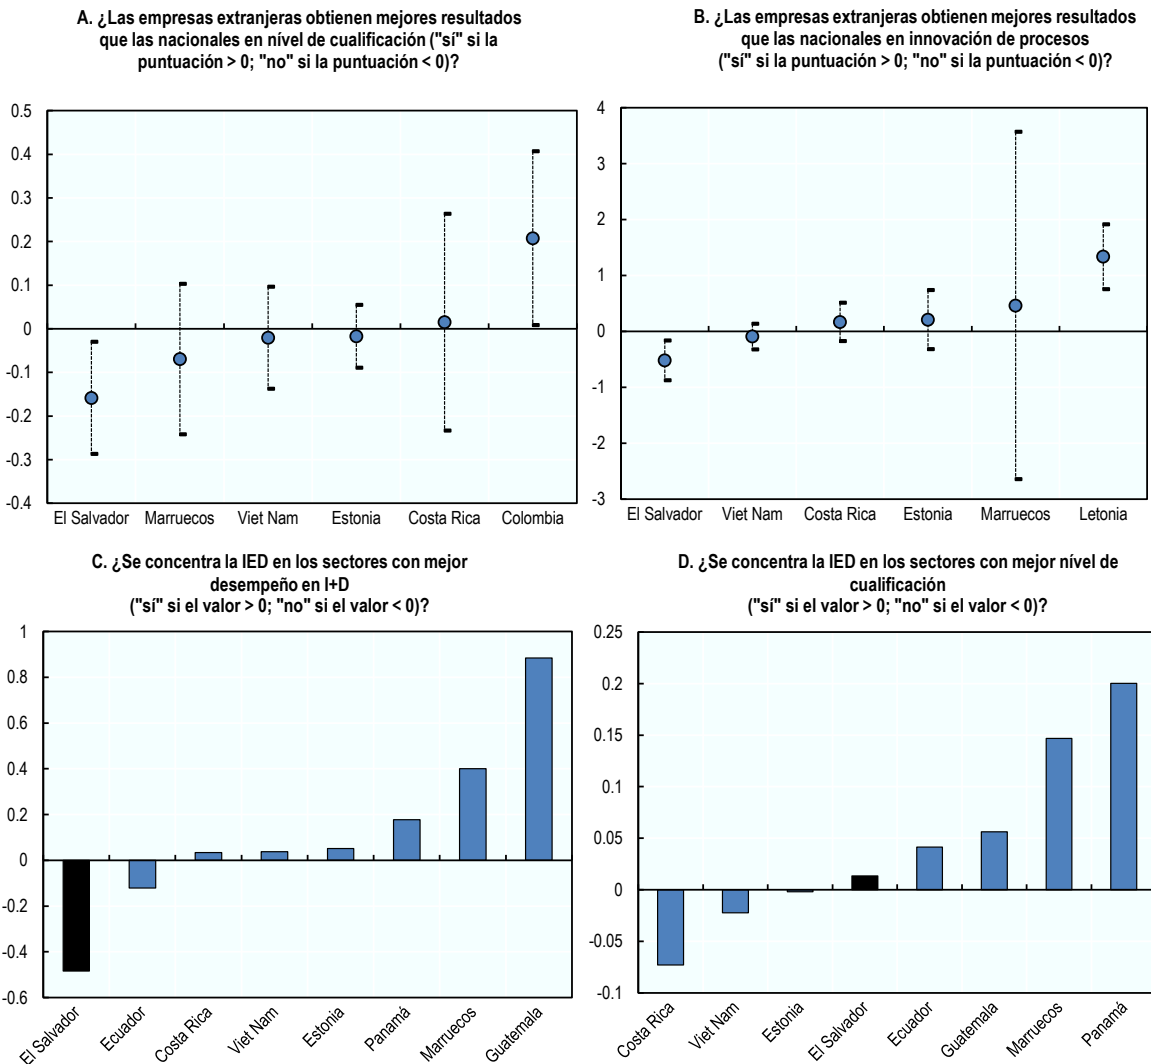 A. ¿Las empresas extranjeras obtienen mejores resultados
que las nacionales en nível de cualificación ("sí" si la
puntuación > 0; "no" si la puntuación < 0)?
0.5
0.4
0.3
0.2
0.1
0
-0.1
-0.2
-0.3
-0.4
El Salvador Marruecos Viet Nam Estonia Costa Rica Colombia
B. ¿Las empresas extranjeras obtienen mejores resultados
que las nacionales en innovación de procesos
("sí" si la puntuación > 0; "no" si la puntuación < 0)?
4
3
2
1
0
-1
-2
-3
El Salvador Viet Nam Costa Rica Estonia Marruecos Letonia
C. ¿Se concentra la IED en los sectores con mejor
desempeño en I+D
("sí" si el valor > 0; "no" si el valor < 0)?
1
0.8
0.6
0.4
0.2
0
-0.2
-0.4
-0.6
El Salvador Ecuador Costa Rica Viet Nam Estonia Panamá Marruecos Guatemala
D. ¿Se concentra la IED en los sectores con mejor nível de
cualificación
("sí" si el valor > 0; "no" si el valor < 0)?
0.25
0.2
0.15
0.1
0.05
0
-0.05
-0.1
Costa Rica Viet Nam Estonia El Salvador Ecuador Guatemala Marruecos Panamá